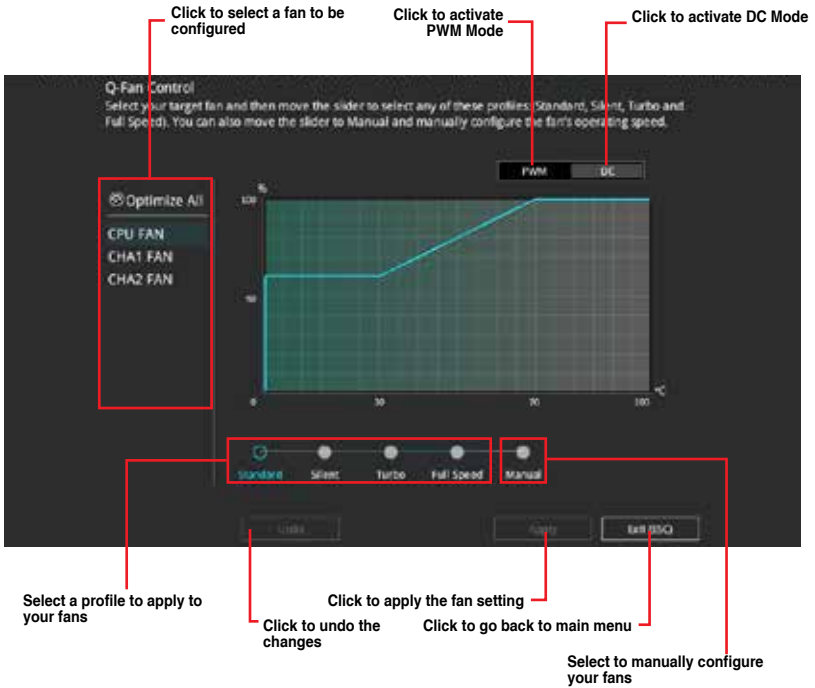 Click to select a fan to be
configured
Click to activate
PWM Mode
Click to activate DC Mode
Q-Fan Control
Select your target fan and then move the slider to select any of these profiles: (Standard, Silent, Turbo and
Full Speed). You can also move the slider to Manual and manually configure the fan's operating speed.
PWM
DC
Optimize All
CPU FAN
CHA1 FAN
CHA2 FAN
%
100
50
0
30
70
100
°C
Standard
Silent
Turbo
Full Speed
Manual
Undo
Apply
Exit (ESC)
Select a profile to apply to
your fans
Click to undo the
changes
Click to apply the fan setting
Click to go back to main menu
Select to manually configure
your fans